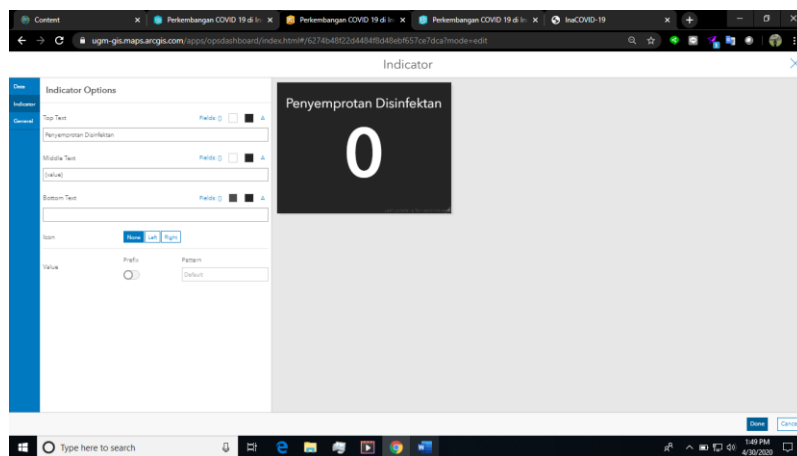 Content
Perkembangan COVID 19 di In
Perkembangan COVID 19 di In
Perkembangan COVID 19 di In
InaCOVID-19
ugm-gis.maps.arcgis.com/apps/opsdashboard/index.html#/6274b48f22d4484f8d48ebf657ce7dca?mode=edit
Indicator
Data
Indicator
General
Indicator Options
Top Text
Fields {}
A
Penyemprotan Disinfektan
Middle Text
Fields {}
A
{value}
Bottom Text
Fields {}
A
Icon
None
Left
Right
Value
Prefix
Pattern
Default
Penyemprotan Disinfektan
0
Done
Cance
Type here to search
1:49 PM
4/30/2020